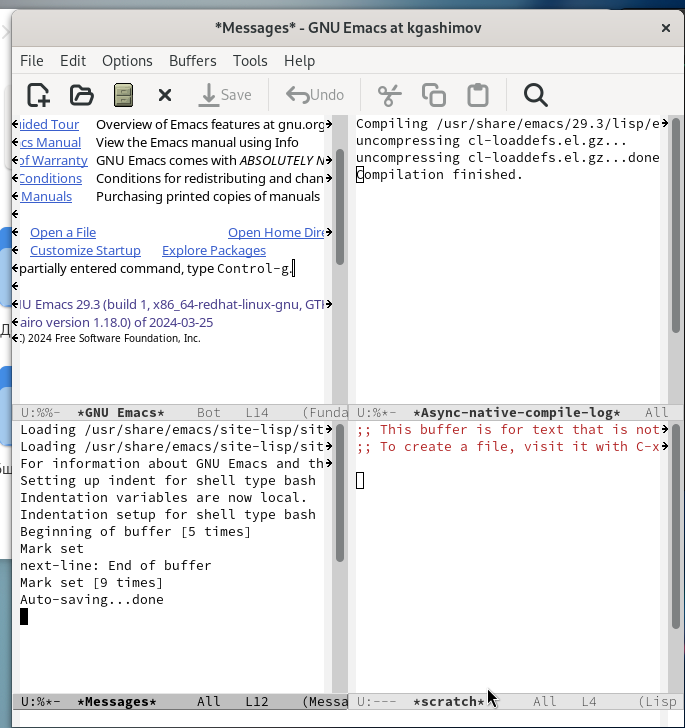 *Messages* - GNU Emacs at kgashimov
File Edit Options Buffers Tools Help
Save Undo
ided Tour Overview of Emacs features at gnu.org
cs Manual View the Emacs manual using Info
of Warranty GNU Emacs comes with ABSOLUTELY N
Conditions Conditions for redistributing and chan
Manuals Purchasing printed copies of manuals
Open a File Open Home Dire
Customize Startup Explore Packages
partially entered command, type Control-g.
IU Emacs 29.3 (build 1, x86_64-redhat-linux-gnu, GTI
airo version 1.18.0) of 2024-03-25
) 2024 Free Software Foundation, Inc.
U:%%- *GNU Emacs* Bot L14 (Funda
Compiling /usr/share/emacs/29.3/lisp/e
uncompressing cl-loaddefs.el.gz...
uncompressing cl-loaddefs.el.gz...done
Compilation finished.
U:%*- *Async-native-compile-log* All
Loading /usr/share/emacs/site-lisp/sit
Loading /usr/share/emacs/site-lisp/sit
For information about GNU Emacs and th
Setting up indent for shell type bash
Indentation variables are now local.
Indentation setup for shell type bash
Beginning of buffer [5 times]
Mark set
next-line: End of buffer
Mark set [9 times]
Auto-saving...done
U:%*- *Messages* All L12 (Messa
;; This buffer is for text that is not
;; To create a file, visit it with C-x
U:--- *scratch* All L4 (Lisp